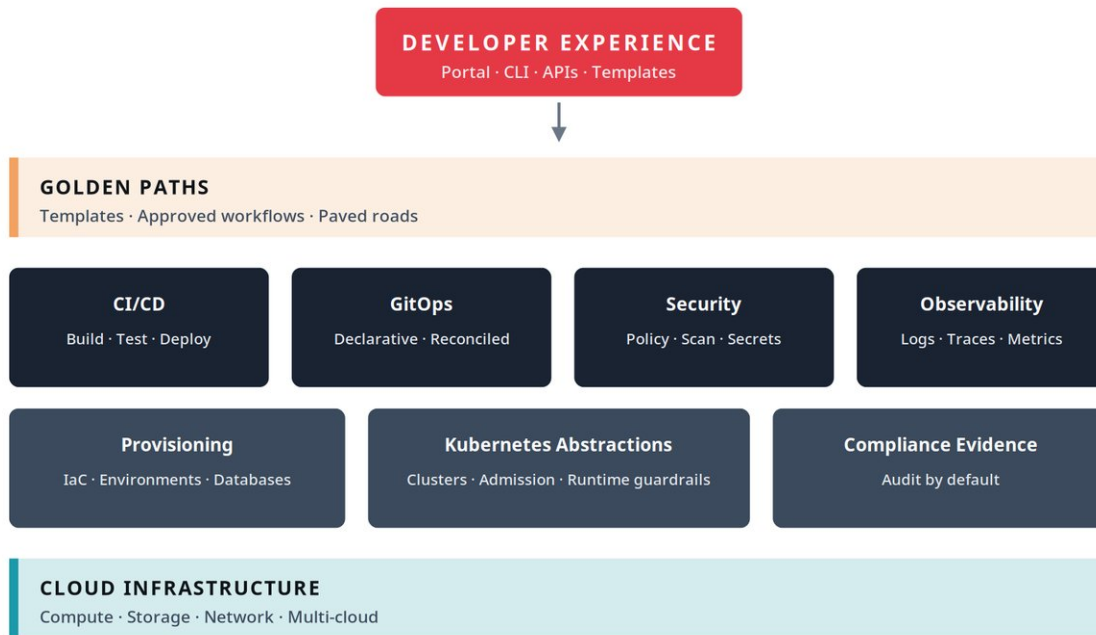 DEVELOPER EXPERIENCE
Portal · CLI · APIs · Templates
GOLDEN PATHS
Templates · Approved workflows · Paved roads
CI/CD
Build · Test · Deploy
GitOps
Declarative · Reconciled
Security
Policy · Scan · Secrets
Observability
Logs · Traces · Metrics
Provisioning
IaC · Environments · Databases
Kubernetes Abstractions
Clusters · Admission · Runtime guardrails
Compliance Evidence
Audit by default
CLOUD INFRASTRUCTURE
Compute · Storage · Network · Multi-cloud